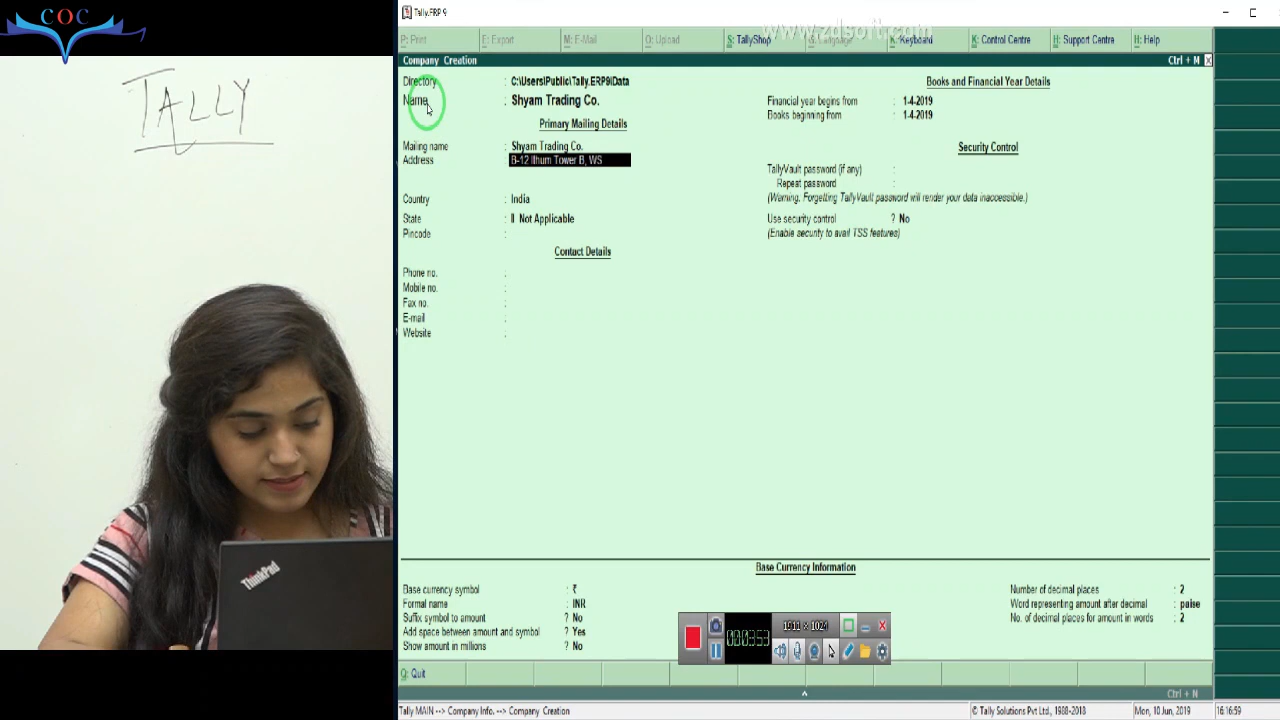 COC
TALLY
ThinkPad
Tally.ERP 9
www.zdsoft.com
P: Print E: Export M: E-Mail O: Upload S: TallyShop G: Language K: Keyboard K: Control Centre H: Support Centre H: Help
Company Creation Ctrl + M
Directory : C:\Users\Public\Tally.ERP9\Data
Name : Shyam Trading Co.
Primary Mailing Details
Mailing name : Shyam Trading Co.
Address : B-12 Ithum Tower B, WS
Country : India
State : Not Applicable
Pincode :
Contact Details
Phone no. :
Mobile no. :
Fax no. :
E-mail :
Website :
Books and Financial Year Details
Financial year begins from : 1-4-2019
Books beginning from : 1-4-2019
Security Control
TallyVault password (if any) :
Repeat password :
(Warning. Forgetting TallyVault password will render your data inaccessible.)
Use security control ? No
(Enable security to avail TSS features)
Base Currency Information
Base currency symbol : ₹
Formal name : INR
Suffix symbol to amount ? No
Add space between amount and symbol ? Yes
Show amount in millions ? No
Number of decimal places : 2
Word representing amount after decimal : paise
No. of decimal places for amount in words : 2
00:03:53
1911 × 1024
Q: Quit
Ctrl + N
Tally MAIN --> Company Info. --> Company Creation
© Tally Solutions Pvt Ltd., 1988-2018
Mon, 10 Jun, 2019
16:16:59